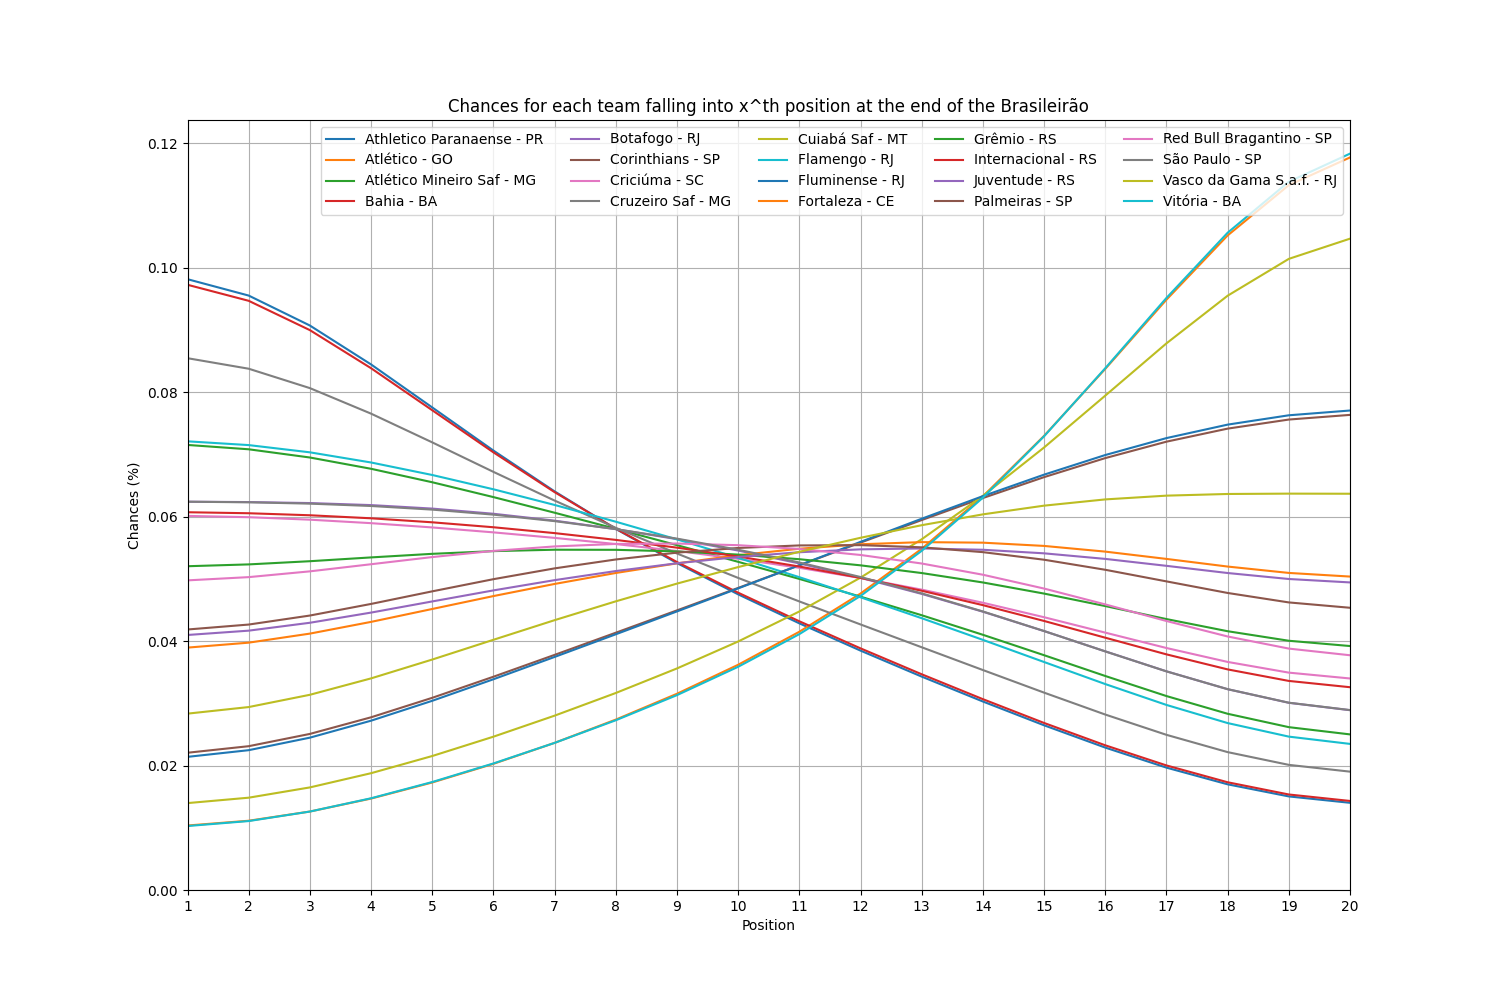 Chances for each team falling into x^th position at the end of the Brasileirão
Athletico Paranaense - PR
Atlético - GO
Atlético Mineiro Saf - MG
Bahia - BA
Botafogo - RJ
Corinthians - SP
Criciúma - SC
Cruzeiro Saf - MG
Cuiabá Saf - MT
Flamengo - RJ
Fluminense - RJ
Fortaleza - CE
Grêmio - RS
Internacional - RS
Juventude - RS
Palmeiras - SP
Red Bull Bragantino - SP
São Paulo - SP
Vasco da Gama S.a.f. - RJ
Vitória - BA
Chances (%)
0.12
0.10
0.08
0.06
0.04
0.02
0.00
1 2 3 4 5 6 7 8 9 10 11 12 13 14 15 16 17 18 19 20
Position